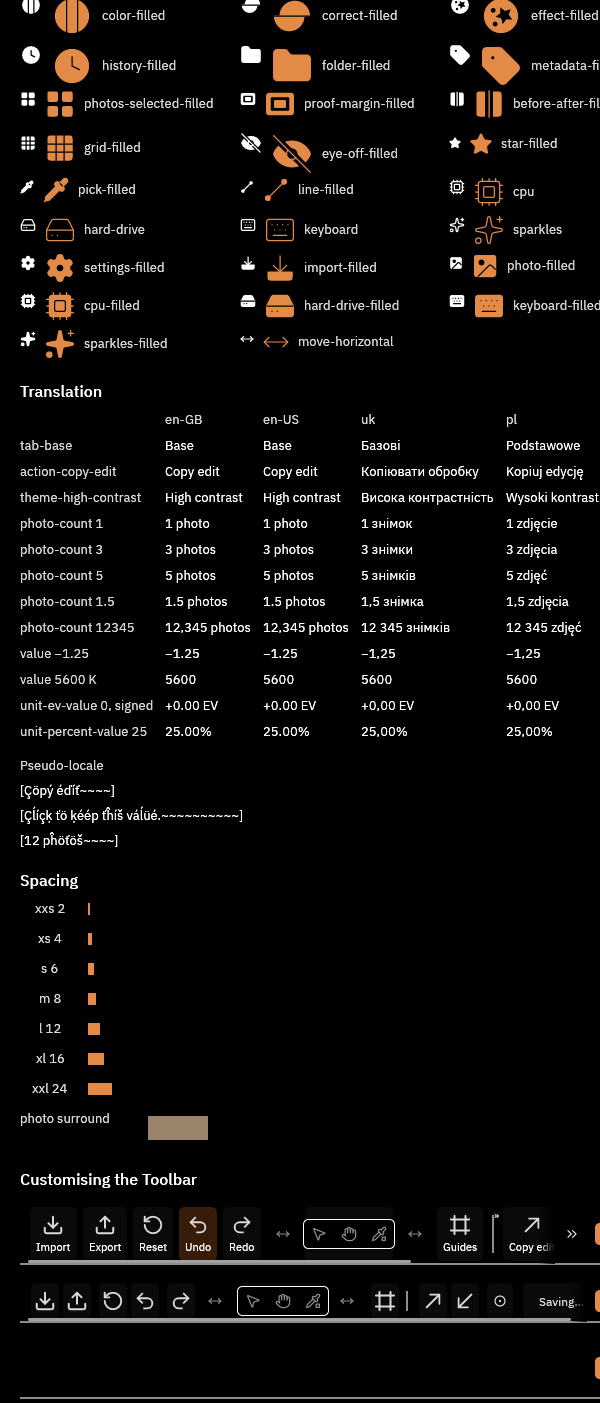 color-filled correct-filled effect-filled
history-filled folder-filled metadata-fi
photos-selected-filled proof-margin-filled before-after-fil
grid-filled eye-off-filled star-filled
pick-filled line-filled cpu
hard-drive keyboard sparkles
settings-filled import-filled photo-filled
cpu-filled hard-drive-filled keyboard-filled
sparkles-filled move-horizontal
Translation
en-GB en-US uk pl
tab-base Base Base Базові Podstawowe
action-copy-edit Copy edit Copy edit Копіювати обробку Kopiuj edycję
theme-high-contrast High contrast High contrast Висока контрастність Wysoki kontrast
photo-count 1 1 photo 1 photo 1 знімок 1 zdjęcie
photo-count 3 3 photos 3 photos 3 знімки 3 zdjęcia
photo-count 5 5 photos 5 photos 5 знімків 5 zdjęć
photo-count 1.5 1.5 photos 1.5 photos 1,5 знімка 1,5 zdjęcia
photo-count 12345 12,345 photos 12,345 photos 12 345 знімків 12 345 zdjęć
value −1.25 −1.25 −1.25 −1,25 −1,25
value 5600 K 5600 5600 5600 5600
unit-ev-value 0, signed +0.00 EV +0.00 EV +0,00 EV +0,00 EV
unit-percent-value 25 25.00% 25.00% 25,00% 25,00%
Pseudo-locale
[Çöpý éďíť~~~~]
[Çĺíçķ ťö ķéép ťĥíš váĺüé.~~~~~~~~~~]
[12 pĥöťöš~~~~]
Spacing
xxs 2
xs 4
s 6
m 8
l 12
xl 16
xxl 24
photo surround
Customising the Toolbar
Import Export Reset Undo Redo Guides Copy edi
Saving…